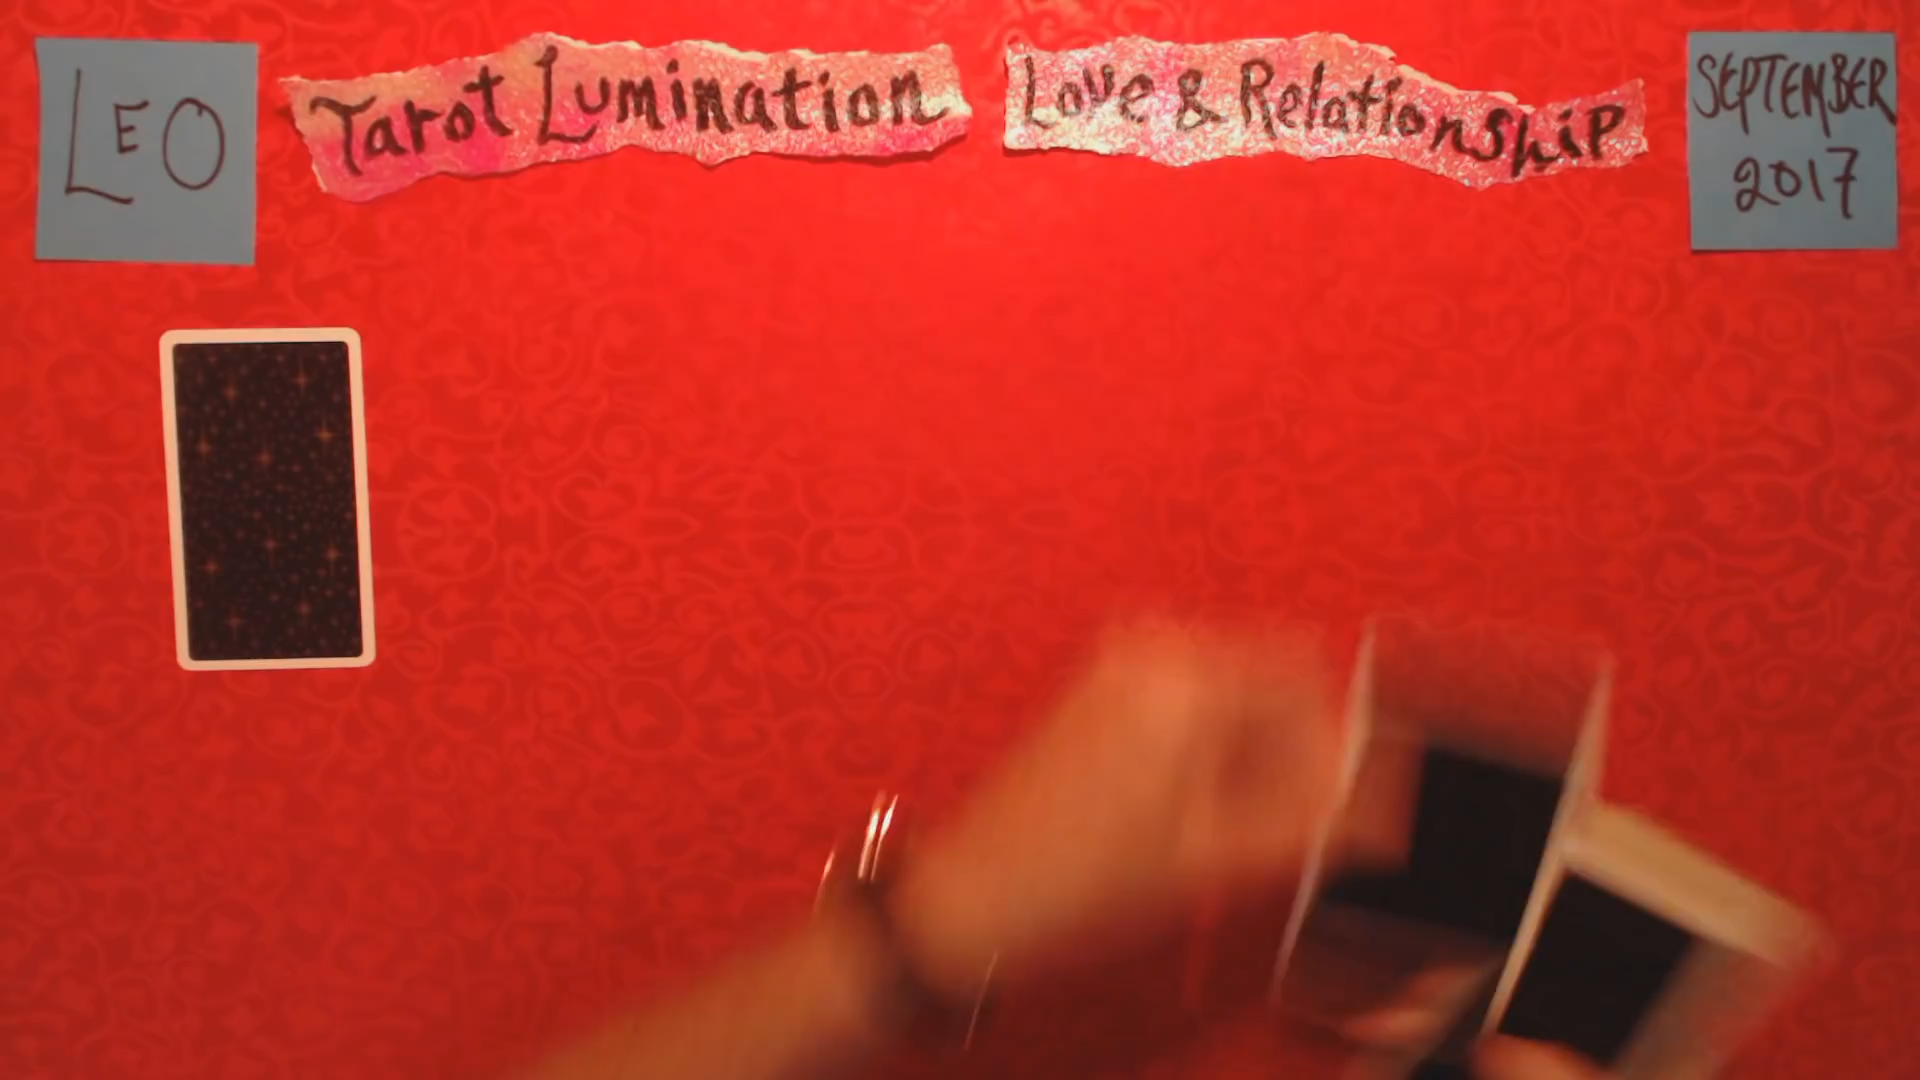 LEO
Tarot Lumination
Love & Relationship
SEPTEMBER
2017